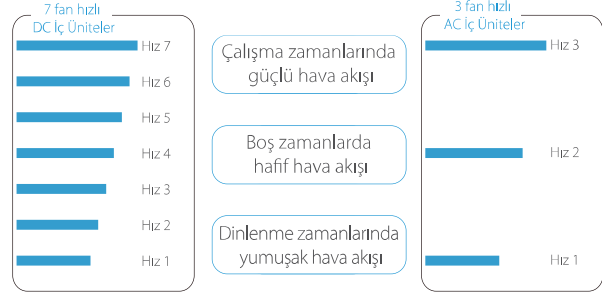 7 fan hızlı
DC İç Üniteler
Hız 7
Hız 6
Hız 5
Hız 4
Hız 3
Hız 2
Hız 1
Çalışma zamanlarında
güçlü hava akışı
Boş zamanlarda
hafif hava akışı
Dinlenme zamanlarında
yumuşak hava akışı
3 fan hızlı
AC İç Üniteler
Hız 3
Hız 2
Hız 1